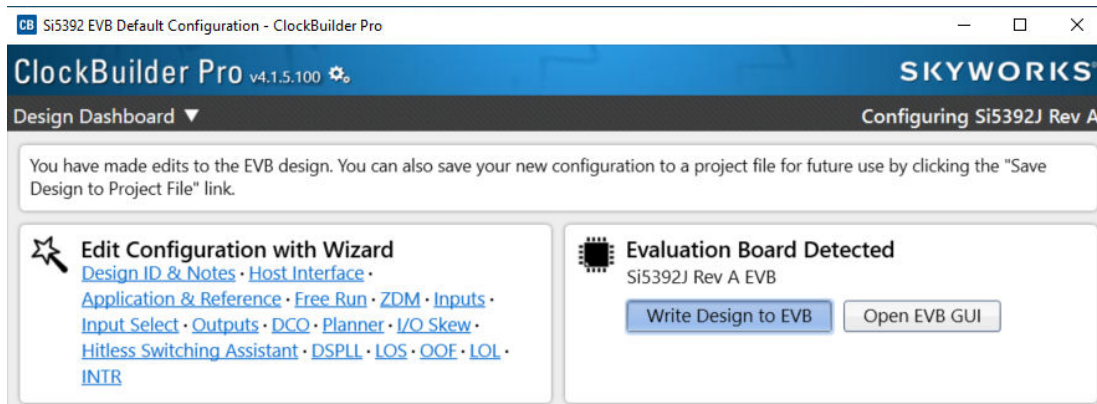 CB Si5392 EVB Default Configuration - ClockBuilder Pro
ClockBuilder Pro v4.1.5.100
SKYWORKS
Design Dashboard ▼
Configuring Si5392J Rev A
You have made edits to the EVB design. You can also save your new configuration to a project file for future use by clicking the "Save
Design to Project File" link.
Edit Configuration with Wizard
Design ID & Notes · Host Interface ·
Application & Reference · Free Run · ZDM · Inputs ·
Input Select · Outputs · DCO · Planner · I/O Skew ·
Hitless Switching Assistant · DSPLL · LOS · OOF · LOL ·
INTR
Evaluation Board Detected
Si5392J Rev A EVB
Write Design to EVB
Open EVB GUI